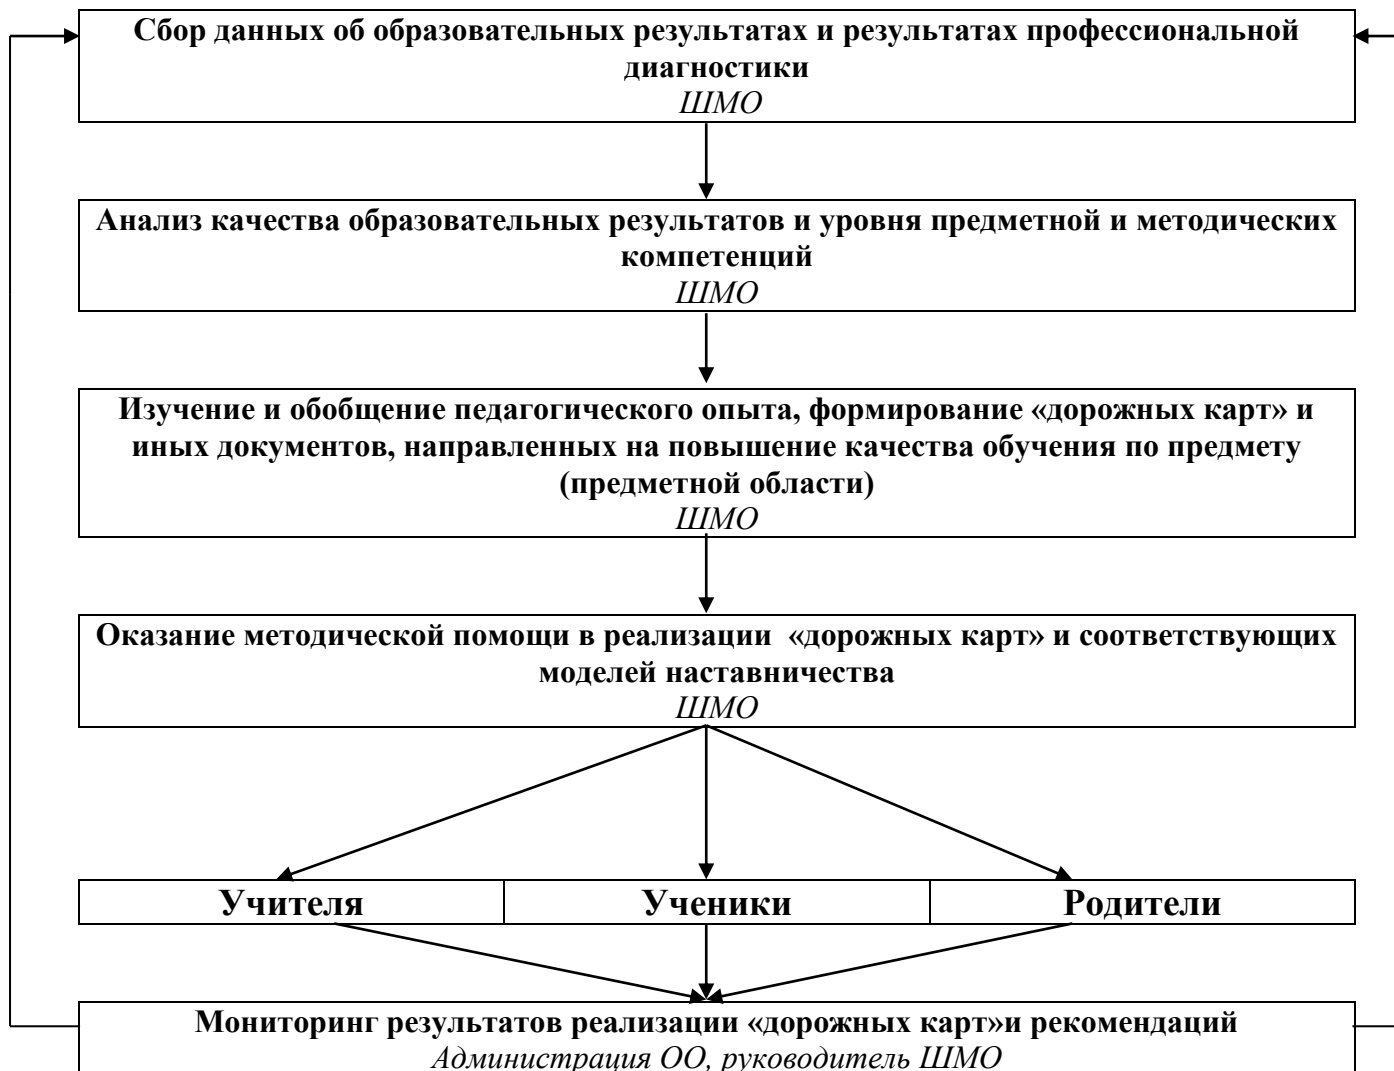 Сбор данных об образовательных результатах и результатах профессиональной
диагностики
ШМО
Анализ качества образовательных результатов и уровня предметной и методических
компетенций
ШМО
Изучение и обобщение педагогического опыта, формирование «дорожных карт» и
иных документов, направленных на повышение качества обучения по предмету
(предметной области)
ШМО
Оказание методической помощи в реализации «дорожных карт» и соответствующих
моделей наставничества
ШМО
Учителя Ученики Родители
Мониторинг результатов реализации «дорожных карт»и рекомендаций
Администрация ОО, руководитель ШМО